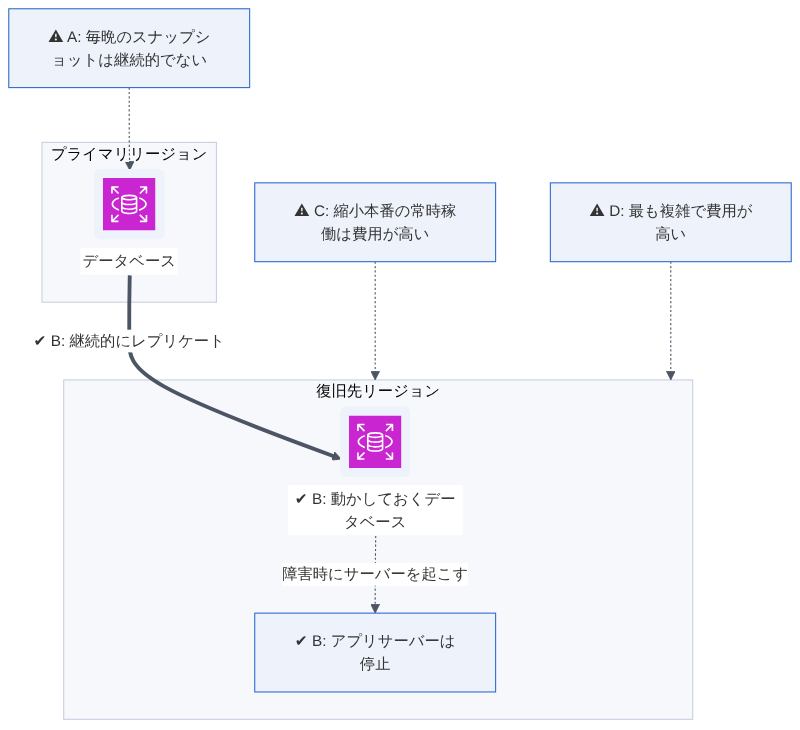 ⚠ A: 毎晩のスナップシ
ョットは継続的でない
プライマリリージョン
データベース
⚠ C: 縮小本番の常時稼
働は費用が高い
⚠ D: 最も複雑で費用が
高い
✔ B: 継続的にレプリケート
復旧先リージョン
✔ B: 動かしておくデー
タベース
障害時にサーバーを起こす
✔ B: アプリサーバーは
停止